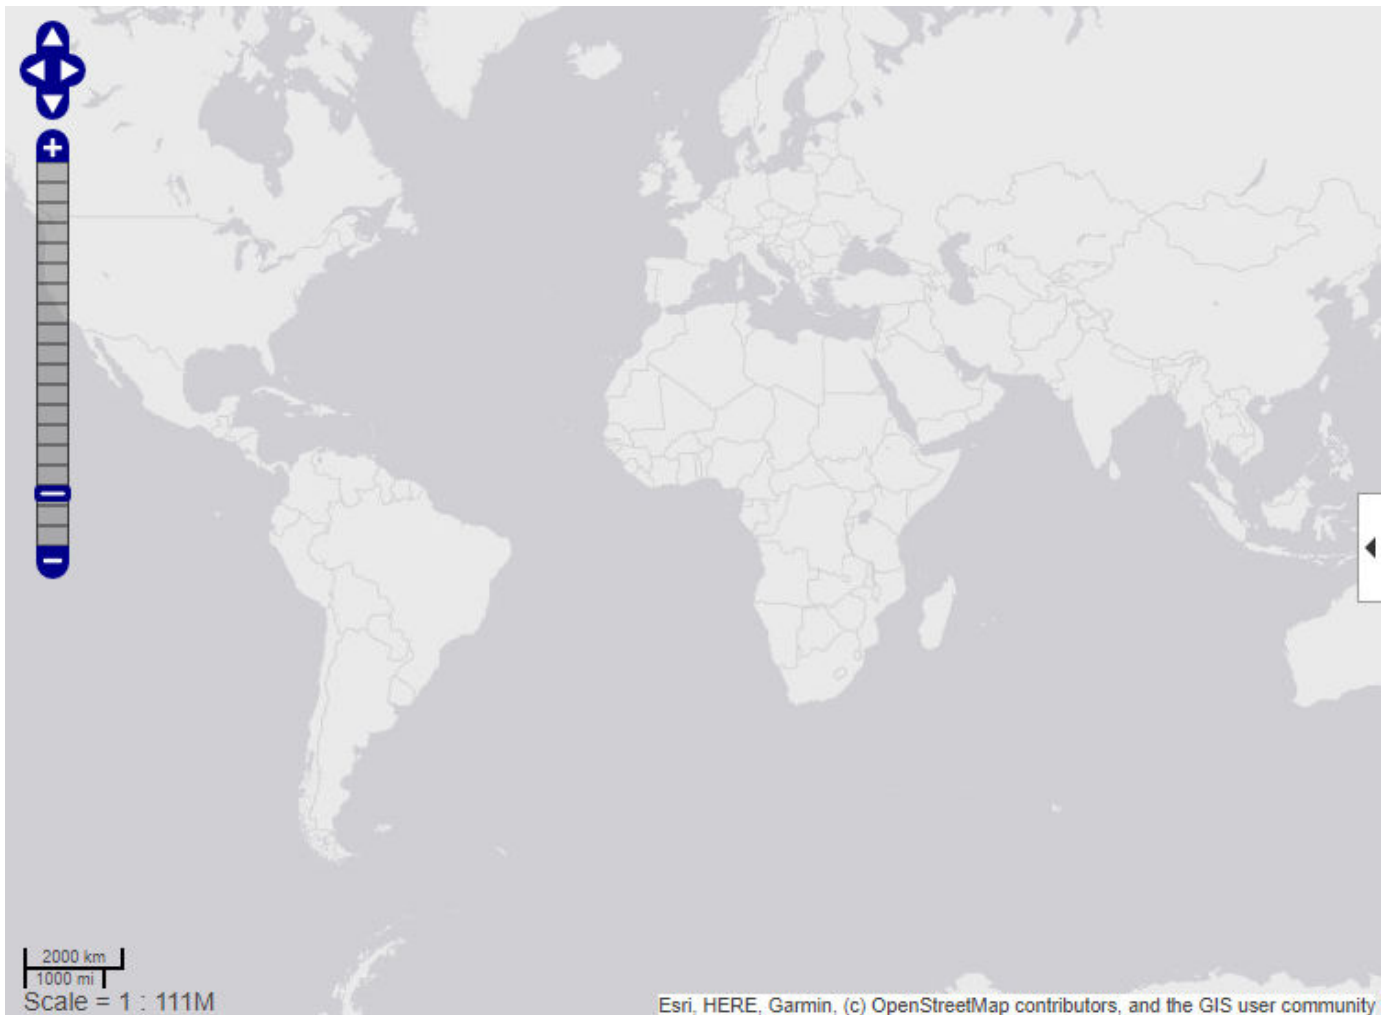 2000 km
1000 mi
Scale = 1 : 111M
Esri, HERE, Garmin, (c) OpenStreetMap contributors, and the GIS user community